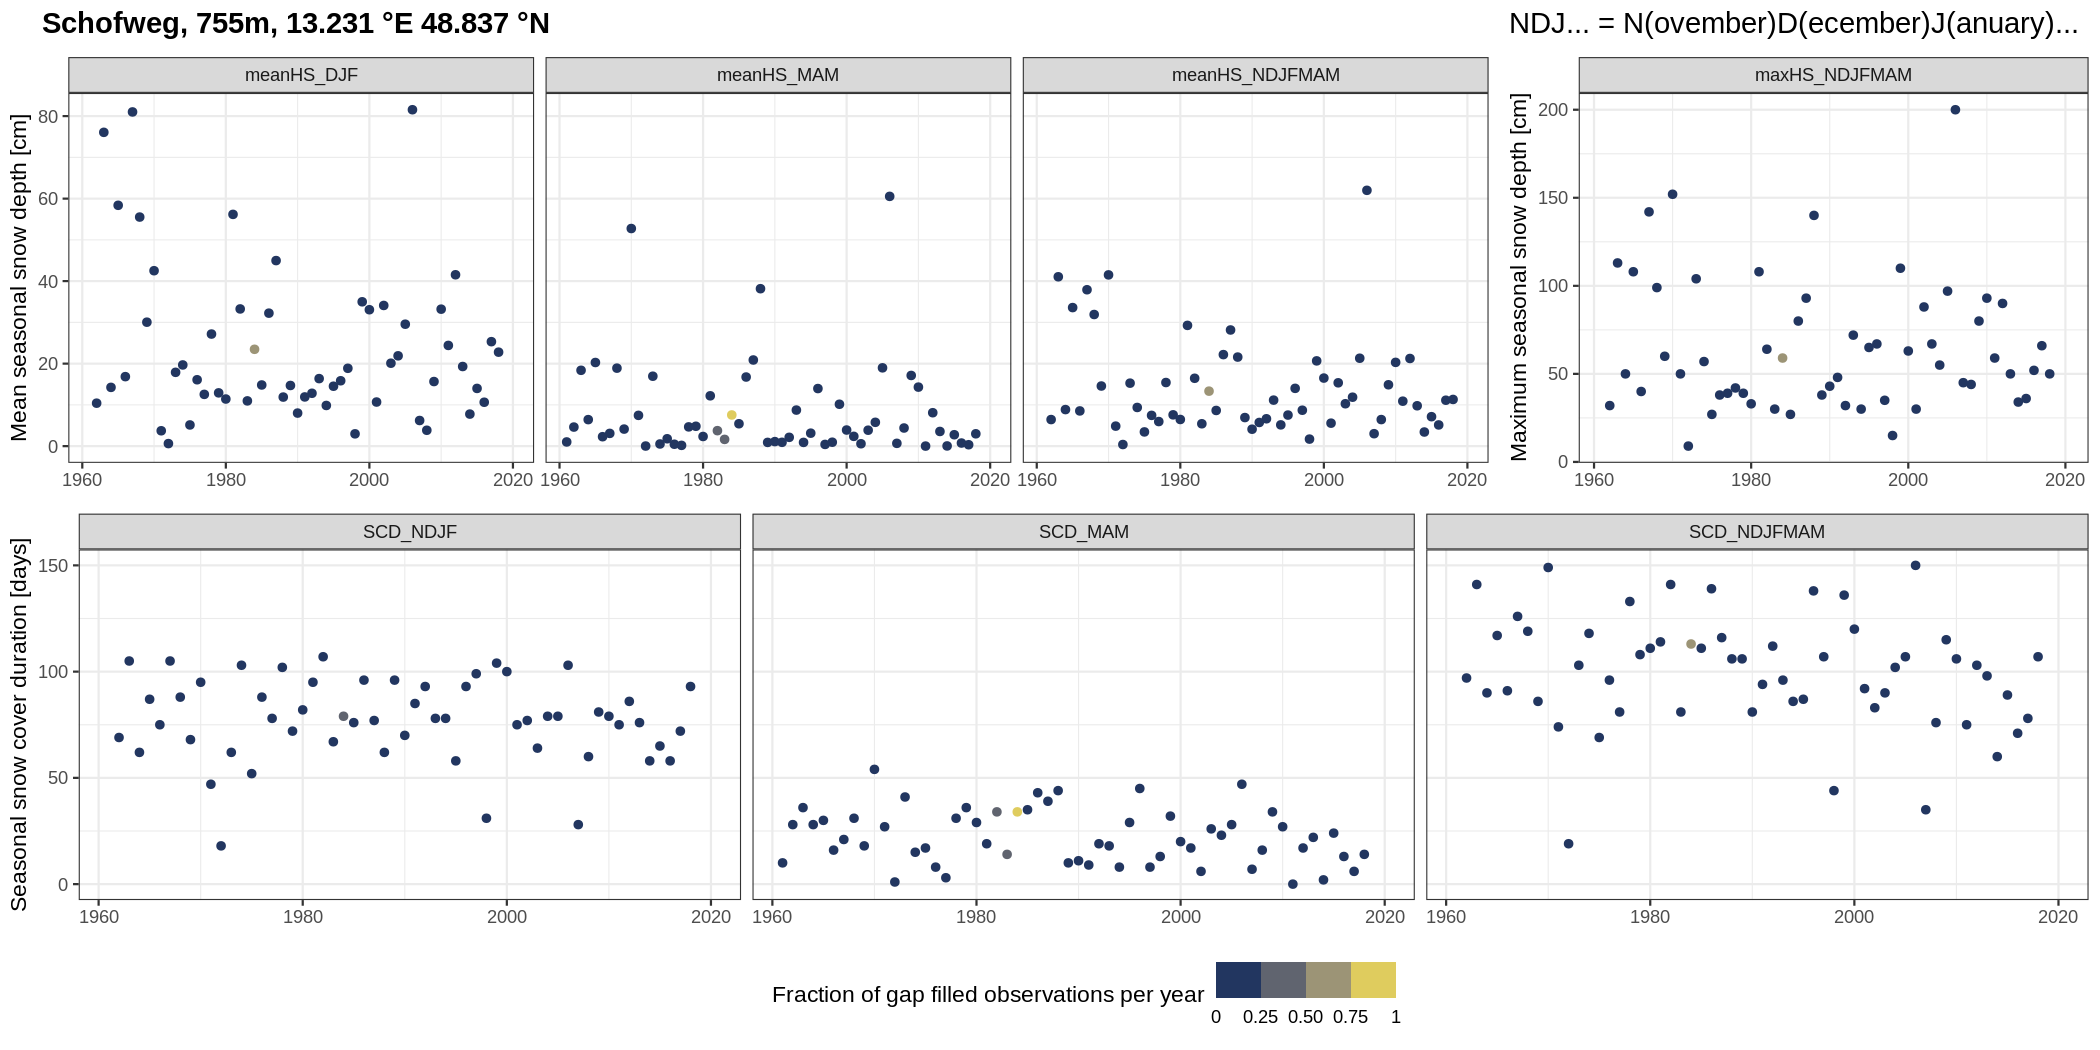 Schofweg, 755m, 13.231 °E 48.837 °N
NDJ... = N(ovember)D(ecember)J(anuary)...
meanHS_DJF
meanHS_MAM
meanHS_NDJFMAM
maxHS_NDJFMAM
Mean seasonal snow depth [cm]
80
60
40
20
0
1960 1980 2000 2020
1960 1980 2000 2020
1960 1980 2000 2020
Maximum seasonal snow depth [cm]
200
150
100
50
0
1960 1980 2000 2020
SCD_NDJF
SCD_MAM
SCD_NDJFMAM
Seasonal snow cover duration [days]
150
100
50
0
1960 1980 2000 2020
1960 1980 2000 2020
1960 1980 2000 2020
Fraction of gap filled observations per year
0 0.25 0.50 0.75 1